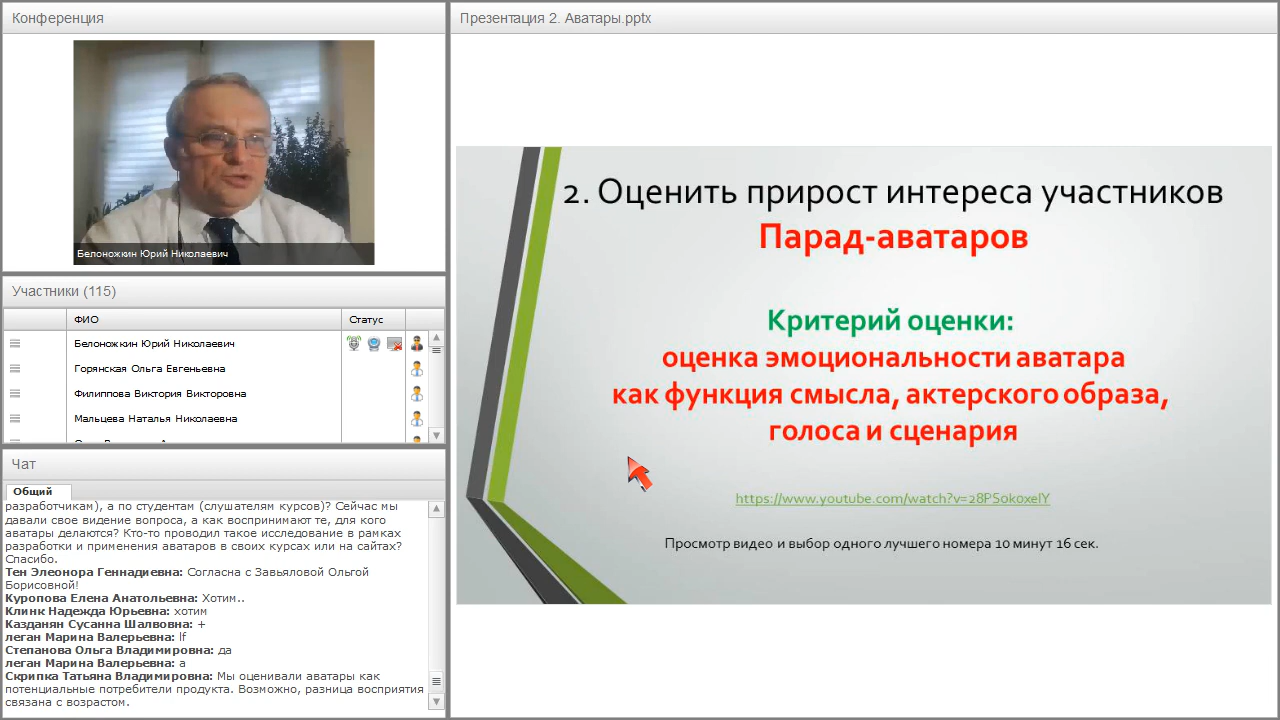 Конференция
Белоножкин Юрий Николаевич
Участники (115)
ФИО
Статус
Белоножкин Юрий Николаевич
Горянская Ольга Евгеньевна
Филиппова Виктория Викторовна
Мальцева Наталья Николаевна
Чат
Общий
разработчикам), а по студентам (слушателям курсов)? Сейчас мы
давали свое видение вопроса, а как воспринимают те, для кого
аватары делаются? Кто-то проводил такое исследование в рамках
разработки и применения аватаров в своих курсах или на сайтах?
Спасибо.
Тен Элеонора Геннадиевна: Согласна с Завьяловой Ольгой
Борисовной!
Куропова Елена Анатольевна: Хотим..
Клинк Надежда Юрьевна: хотим
Казданян Сусанна Шалвовна: +
леган Марина Валерьевна: lf
Степанова Ольга Владимировна: да
леган Марина Валерьевна: а
Скрипка Татьяна Владимировна: Мы оценивали аватары как
потенциальные потребители продукта. Возможно, разница восприятия
связана с возрастом.
Презентация 2. Аватары.pptx
2. Оценить прирост интереса участников
Парад-аватаров
Критерий оценки:
оценка эмоциональности аватара
как функция смысла, актерского образа,
голоса и сценария
https://www.youtube.com/watch?v=28PSokoxelY
Просмотр видео и выбор одного лучшего номера 10 минут 16 сек.